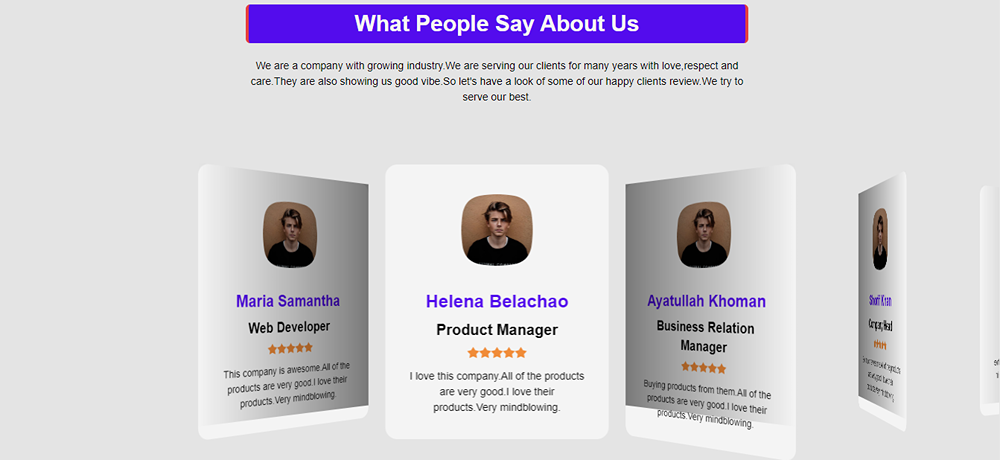 What People Say About Us
We are a company with growing industry.We are serving our clients for many years with love,respect and
care.They are also showing us good vibe.So let's have a look of some of our happy clients review.We try to
serve our best.
Maria Samantha
Web Developer
This company is awesome.All of the
products are very good.I love their
products.Very mindblowing.
Helena Belachao
Product Manager
I love this company.All of the products
are very good.I love their
products.Very mindblowing.
Ayatullah Khoman
Business Relation
Manager
Buying products from them.All of the
products are very good.I love their
products.Very mindblowing.
Company Head